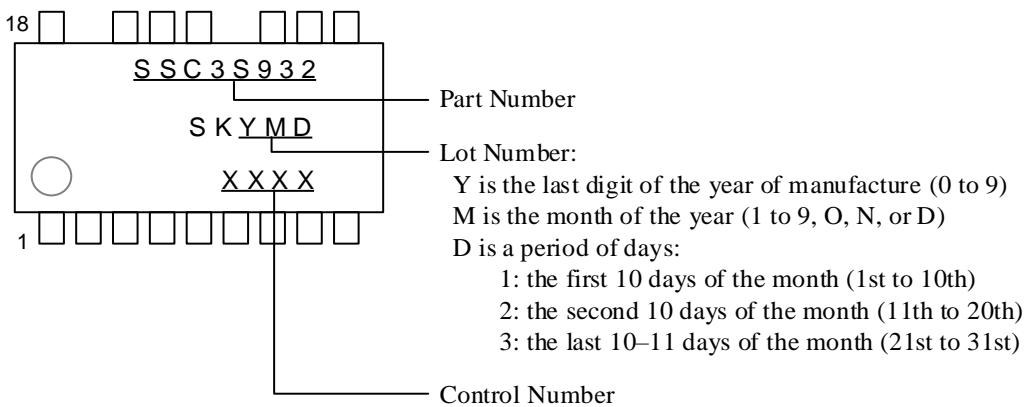 18
SSC3S932
Part Number
SKYMD
Lot Number:
Y is the last digit of the year of manufacture (0 to 9)
XXXX
M is the month of the year (1 to 9, O, N, or D)
1
D is a period of days:
1: the first 10 days of the month (1st to 10th)
2: the second 10 days of the month (11th to 20th)
3: the last 10–11 days of the month (21st to 31st)
Control Number